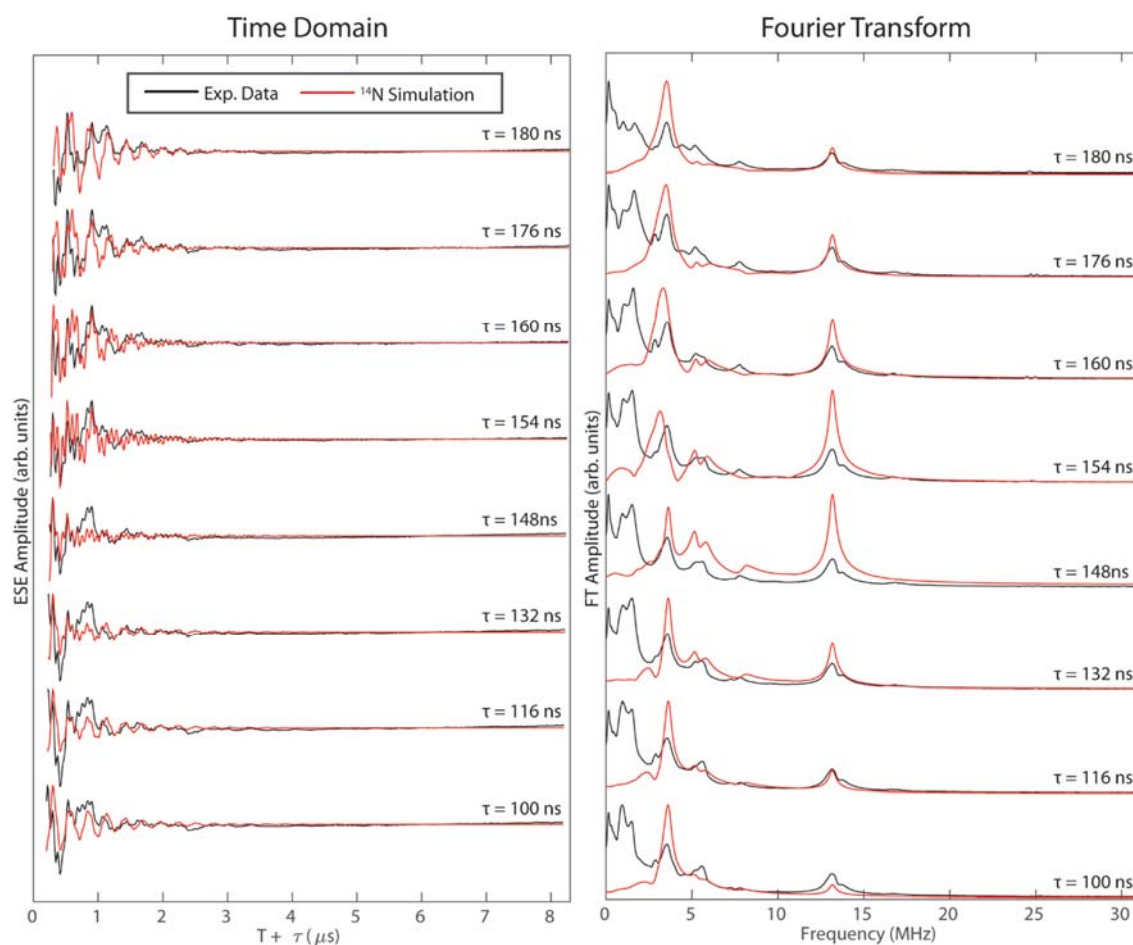 Time Domain
Fourier Transform
Exp. Data
¹⁴N Simulation
τ = 180 ns
τ = 176 ns
τ = 160 ns
τ = 154 ns
τ = 148ns
τ = 132 ns
τ = 116 ns
τ = 100 ns
ESE Amplitude (arb. units)
0 1 2 3 4 5 6 7 8
T + τ (μs)
τ = 180 ns
τ = 176 ns
τ = 160 ns
τ = 154 ns
τ = 148ns
τ = 132 ns
τ = 116 ns
τ = 100 ns
FT Amplitude (arb. units)
0 5 10 15 20 25 30
Frequency (MHz)